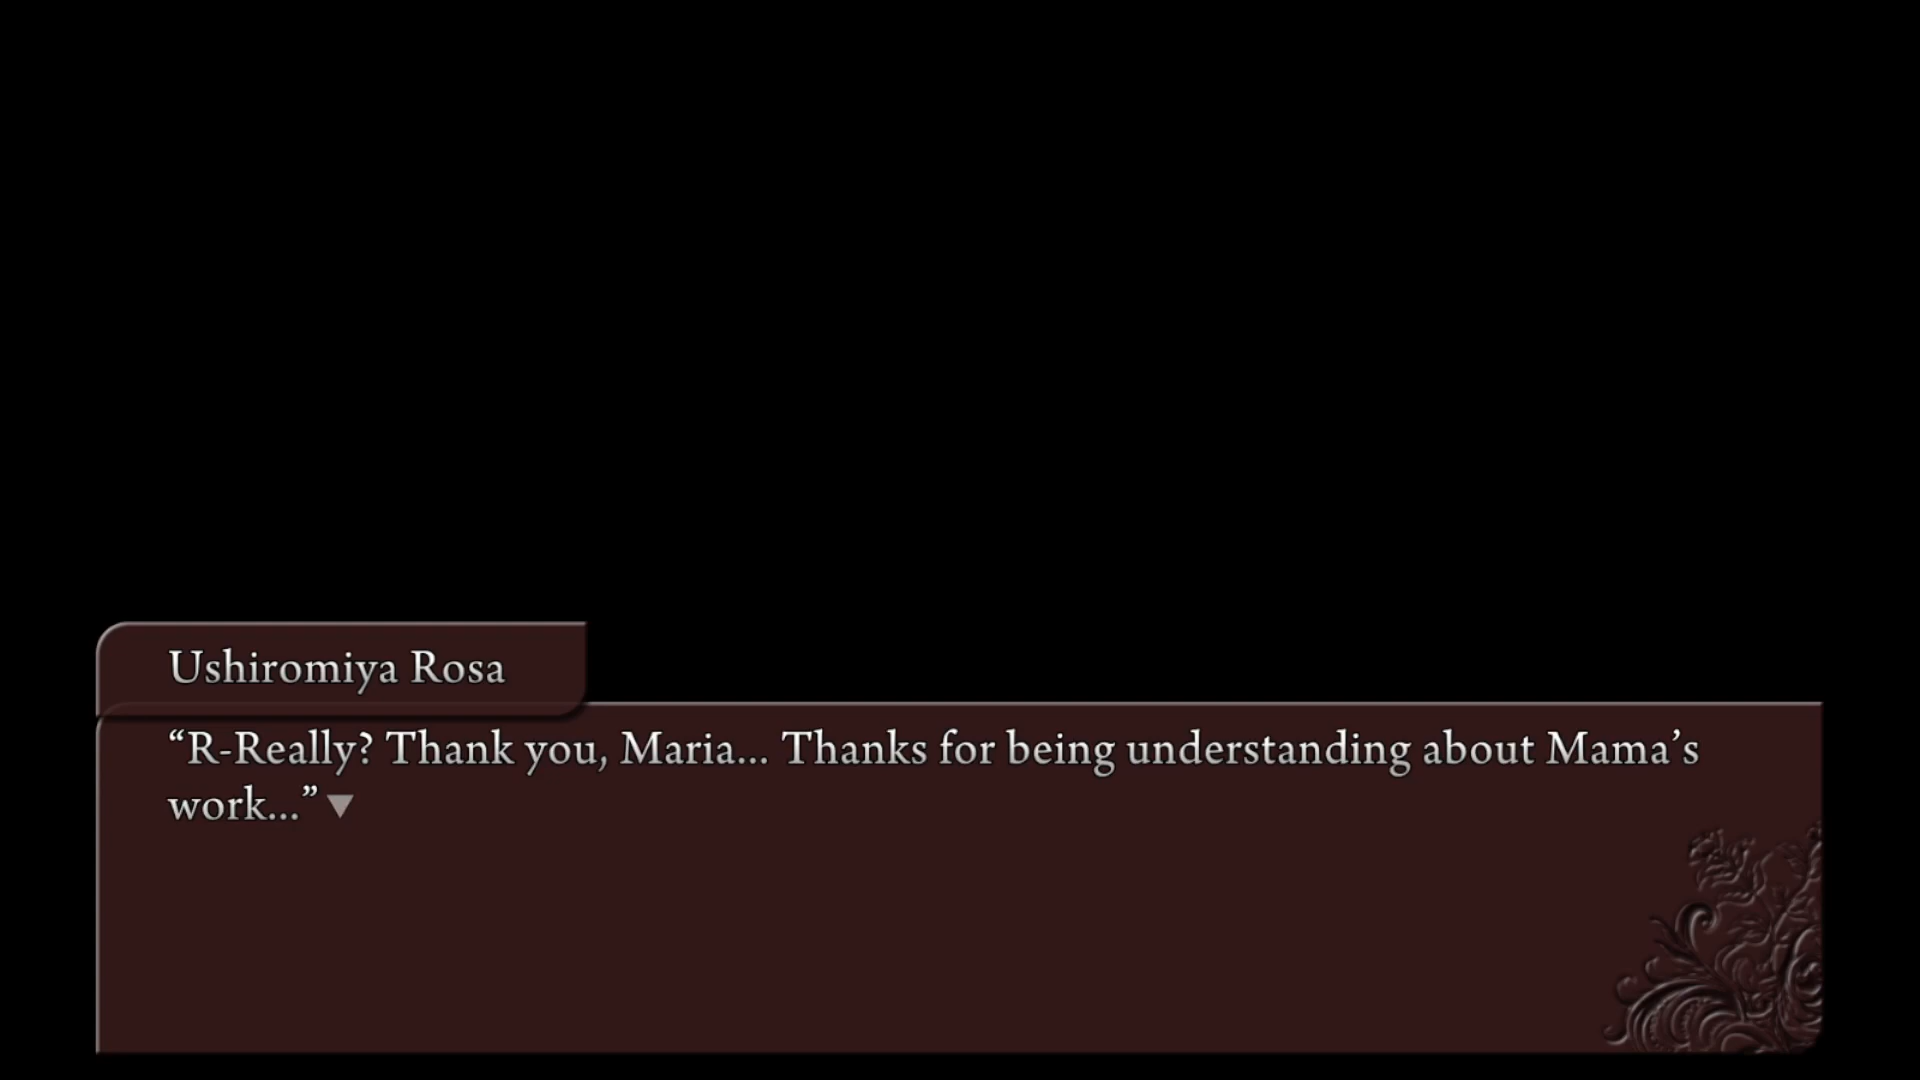 Ushiromiya Rosa
“R-Really? Thank you, Maria... Thanks for being understanding about Mama’s
work...”